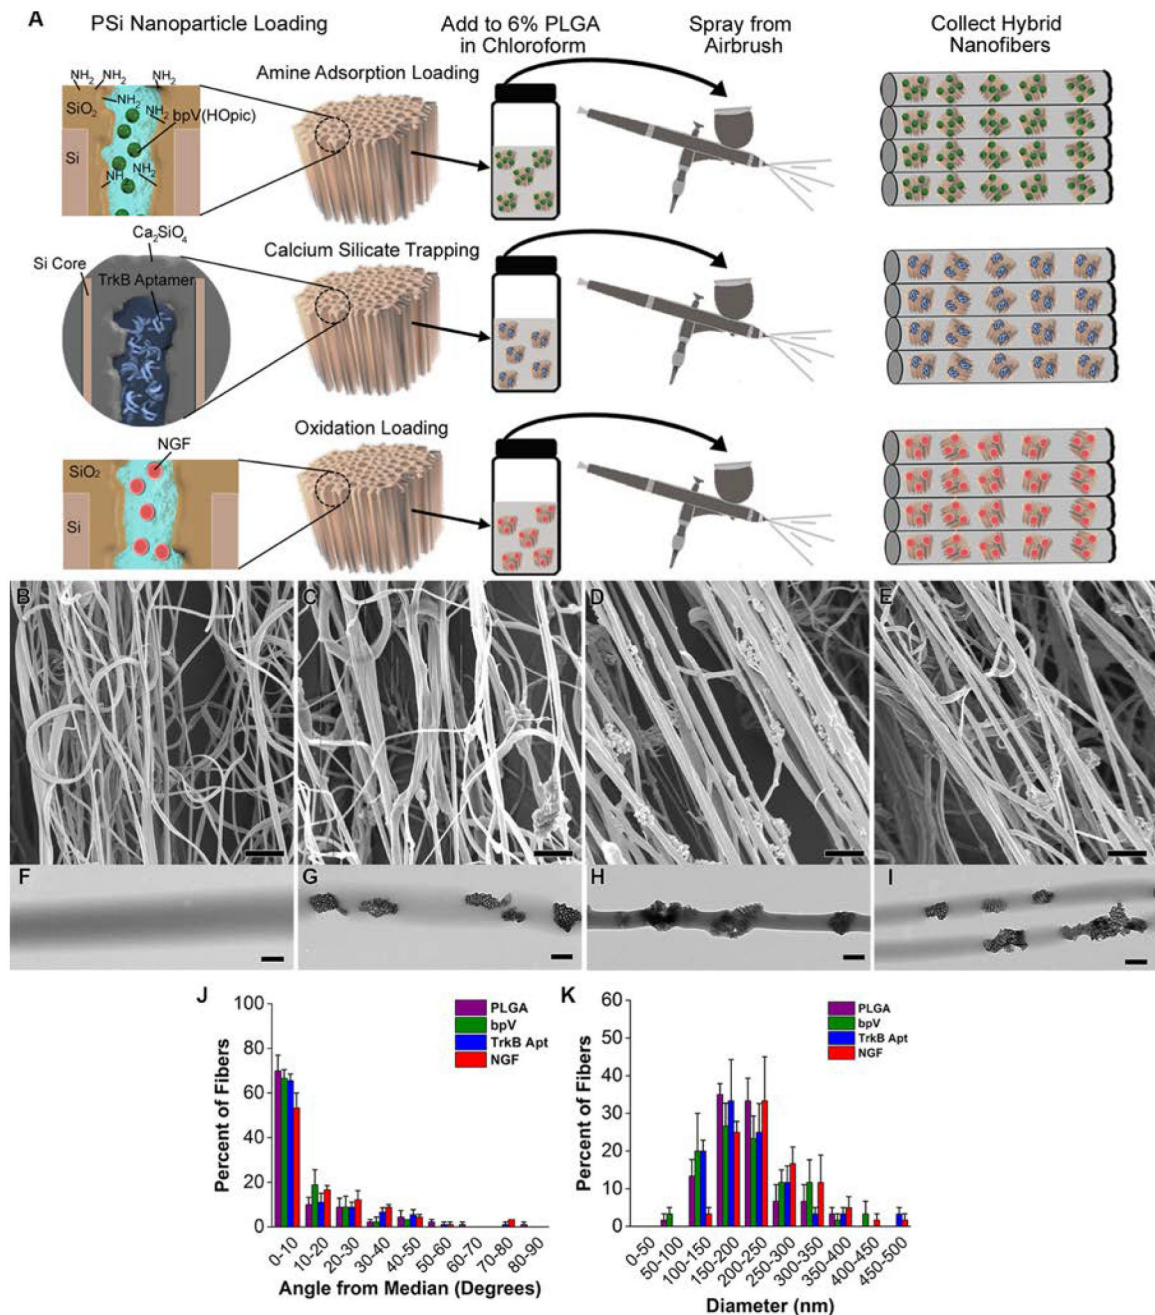 A
PSi Nanoparticle Loading
Add to 6% PLGA
in Chloroform
Spray from
Airbrush
Collect Hybrid
Nanofibers
NH2 NH2 NH2
SiO2
NH2
NH2
bpV(HOpic)
Si
NH2
NH2
Amine Adsorption Loading
Ca2SiO4
Si Core
TrkB Aptamer
Calcium Silicate Trapping
NGF
SiO2
Si
Oxidation Loading
B
C
D
E
F
G
H
I
J
100
80
60
40
20
0
Percent of Fibers
PLGA
bpV
TrkB Apt
NGF
0-10
10-20
20-30
30-40
40-50
50-60
60-70
70-80
80-90
Angle from Median (Degrees)
K
60
50
40
30
20
10
0
Percent of Fibers
PLGA
bpV
TrkB Apt
NGF
0-50
50-100
100-150
150-200
200-250
250-300
300-350
350-400
400-450
450-500
Diameter (nm)